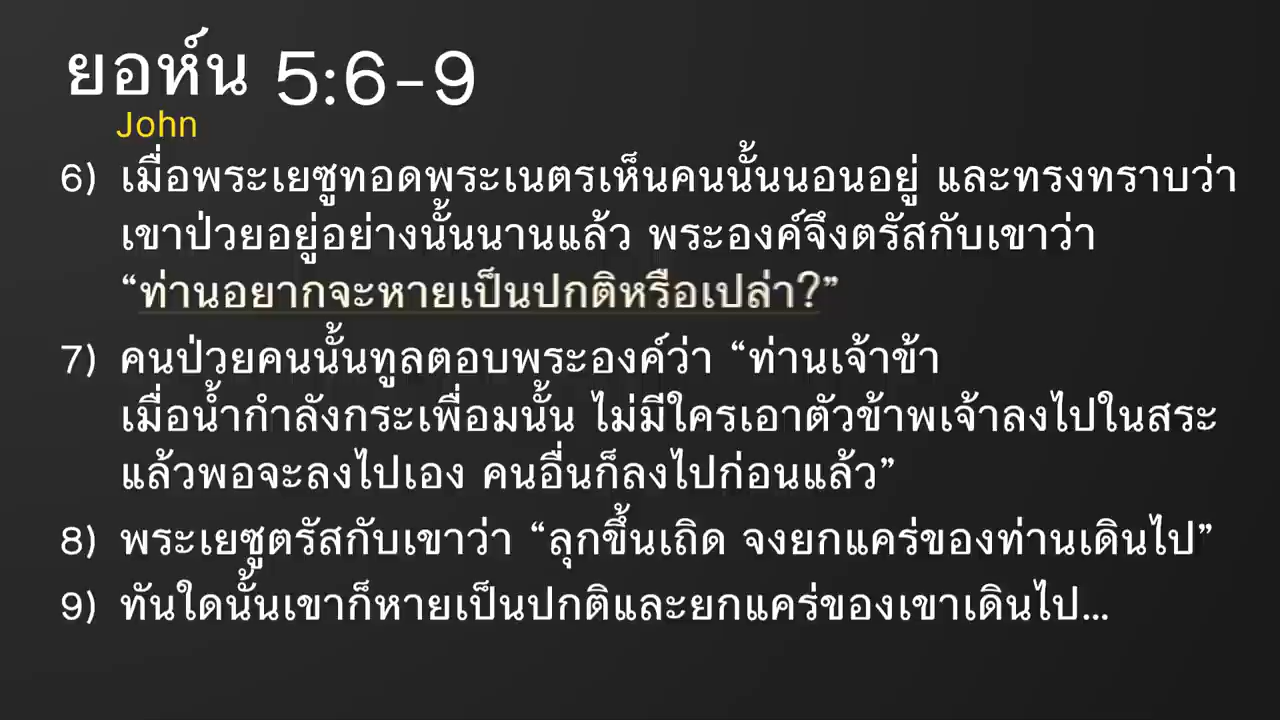 ยอห์น 5:6-9
John
6) เมื่อพระเยซูทอดพระเนตรเห็นคนนั้นนอนอยู่ และทรงทราบว่า
เขาป่วยอยู่อย่างนั้นนานแล้ว พระองค์จึงตรัสกับเขาว่า
“ท่านอยากจะหายเป็นปกติหรือเปล่า?”
7) คนป่วยคนนั้นทูลตอบพระองค์ว่า “ท่านเจ้าข้า
เมื่อน้ำกำลังกระเพื่อมนั้น ไม่มีใครเอาตัวข้าพเจ้าลงไปในสระ
แล้วพอจะลงไปเอง คนอื่นก็ลงไปก่อนแล้ว”
8) พระเยซูตรัสกับเขาว่า “ลุกขึ้นเถิด จงยกแคร่ของท่านเดินไป”
9) ทันใดนั้นเขาก็หายเป็นปกติและยกแคร่ของเขาเดินไป...